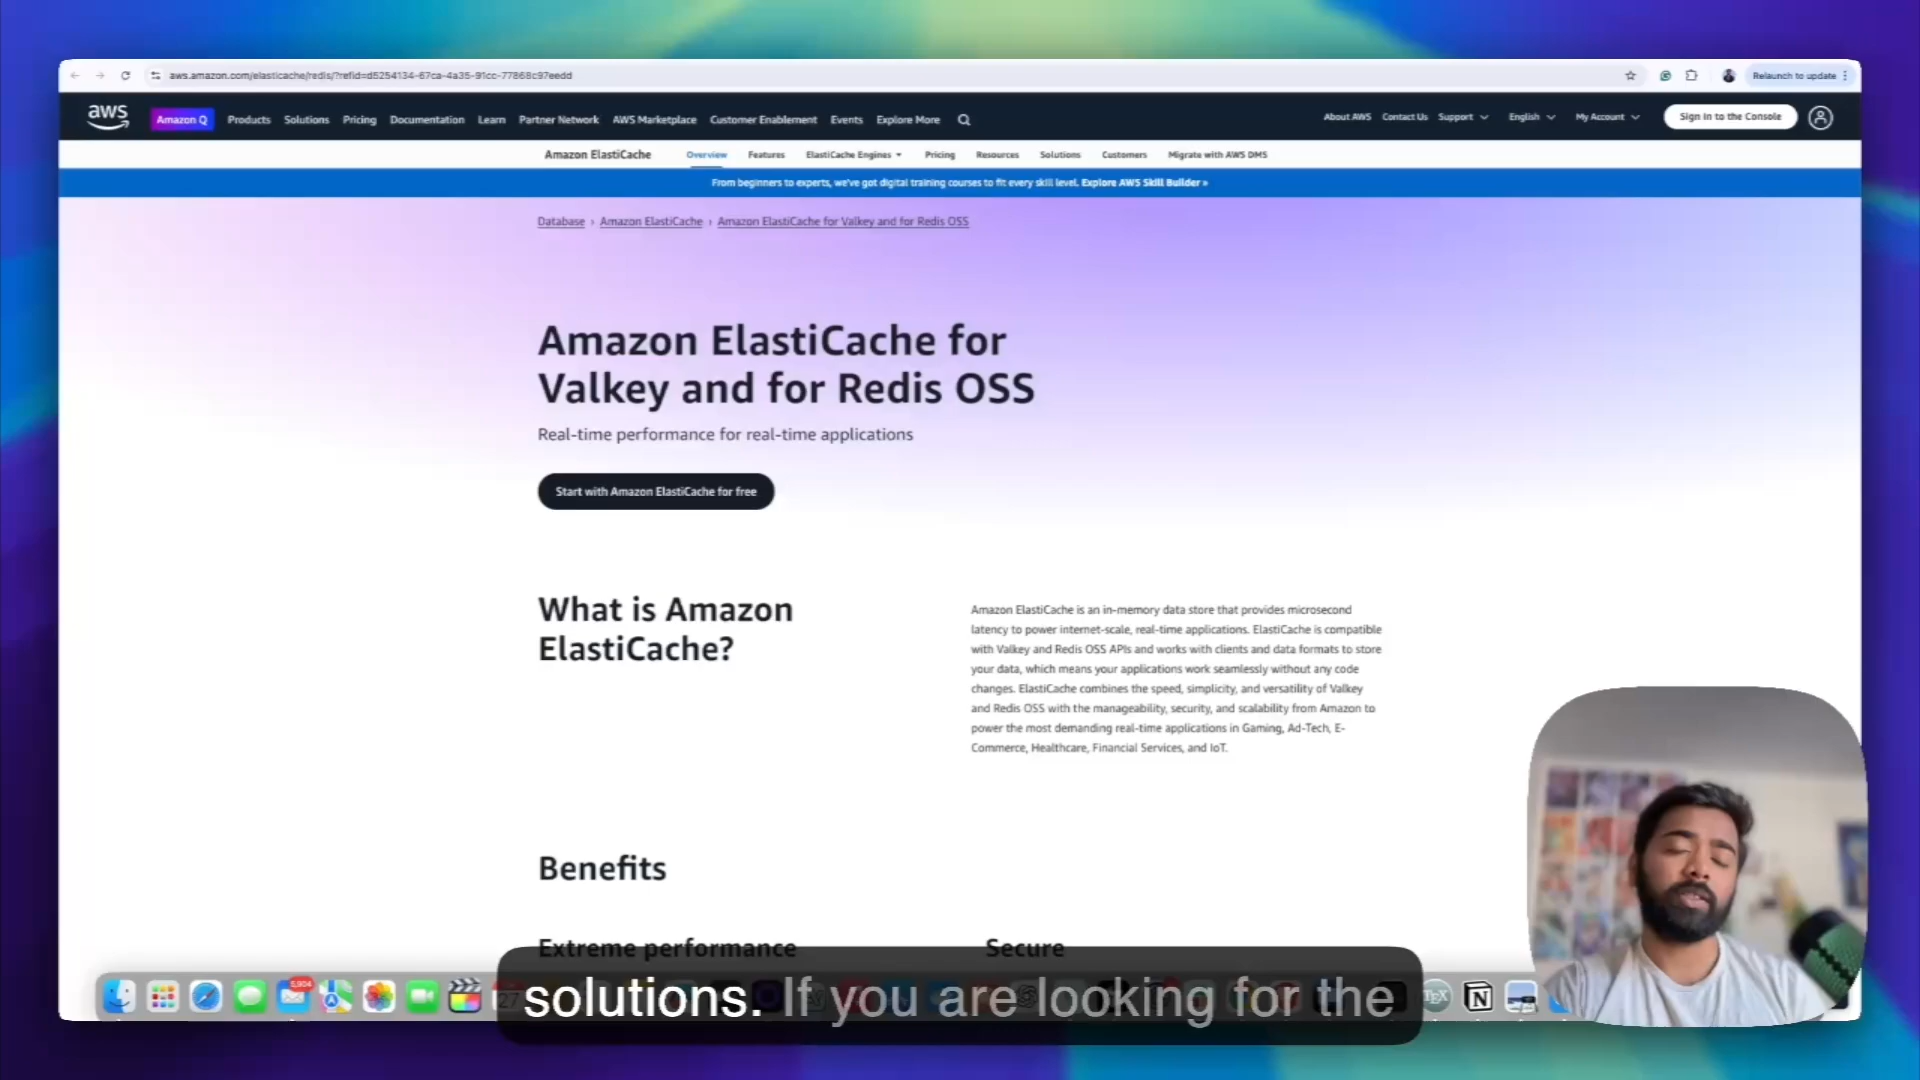 aws.amazon.com/elasticache/redis/?refid=d5254134-67ca-4a35-91cc-77868c97eedd
Relaunch to update
aws
Amazon Q Products Solutions Pricing Documentation Learn Partner Network AWS Marketplace Customer Enablement Events Explore More
About AWS Contact Us Support English My Account Sign In to the Console
Amazon ElastiCache Overview Features ElastiCache Engines Pricing Resources Solutions Customers Migrate with AWS DMS
From beginners to experts, we've got digital training courses to fit every skill level. Explore AWS Skill Builder »
Database › Amazon ElastiCache › Amazon ElastiCache for Valkey and for Redis OSS
Amazon ElastiCache for
Valkey and for Redis OSS
Real-time performance for real-time applications
Start with Amazon ElastiCache for free
What is Amazon
ElastiCache?
Amazon ElastiCache is an in-memory data store that provides microsecond
latency to power internet-scale, real-time applications. ElastiCache is compatible
with Valkey and Redis OSS APIs and works with clients and data formats to store
your data, which means your applications work seamlessly without any code
changes. ElastiCache combines the speed, simplicity, and versatility of Valkey
and Redis OSS with the manageability, security, and scalability from Amazon to
power the most demanding real-time applications in Gaming, Ad-Tech, E-
Commerce, Healthcare, Financial Services, and IoT.
Benefits
Extreme performance
Secure
5,904
27
TEX
N
solutions. If you are looking for the